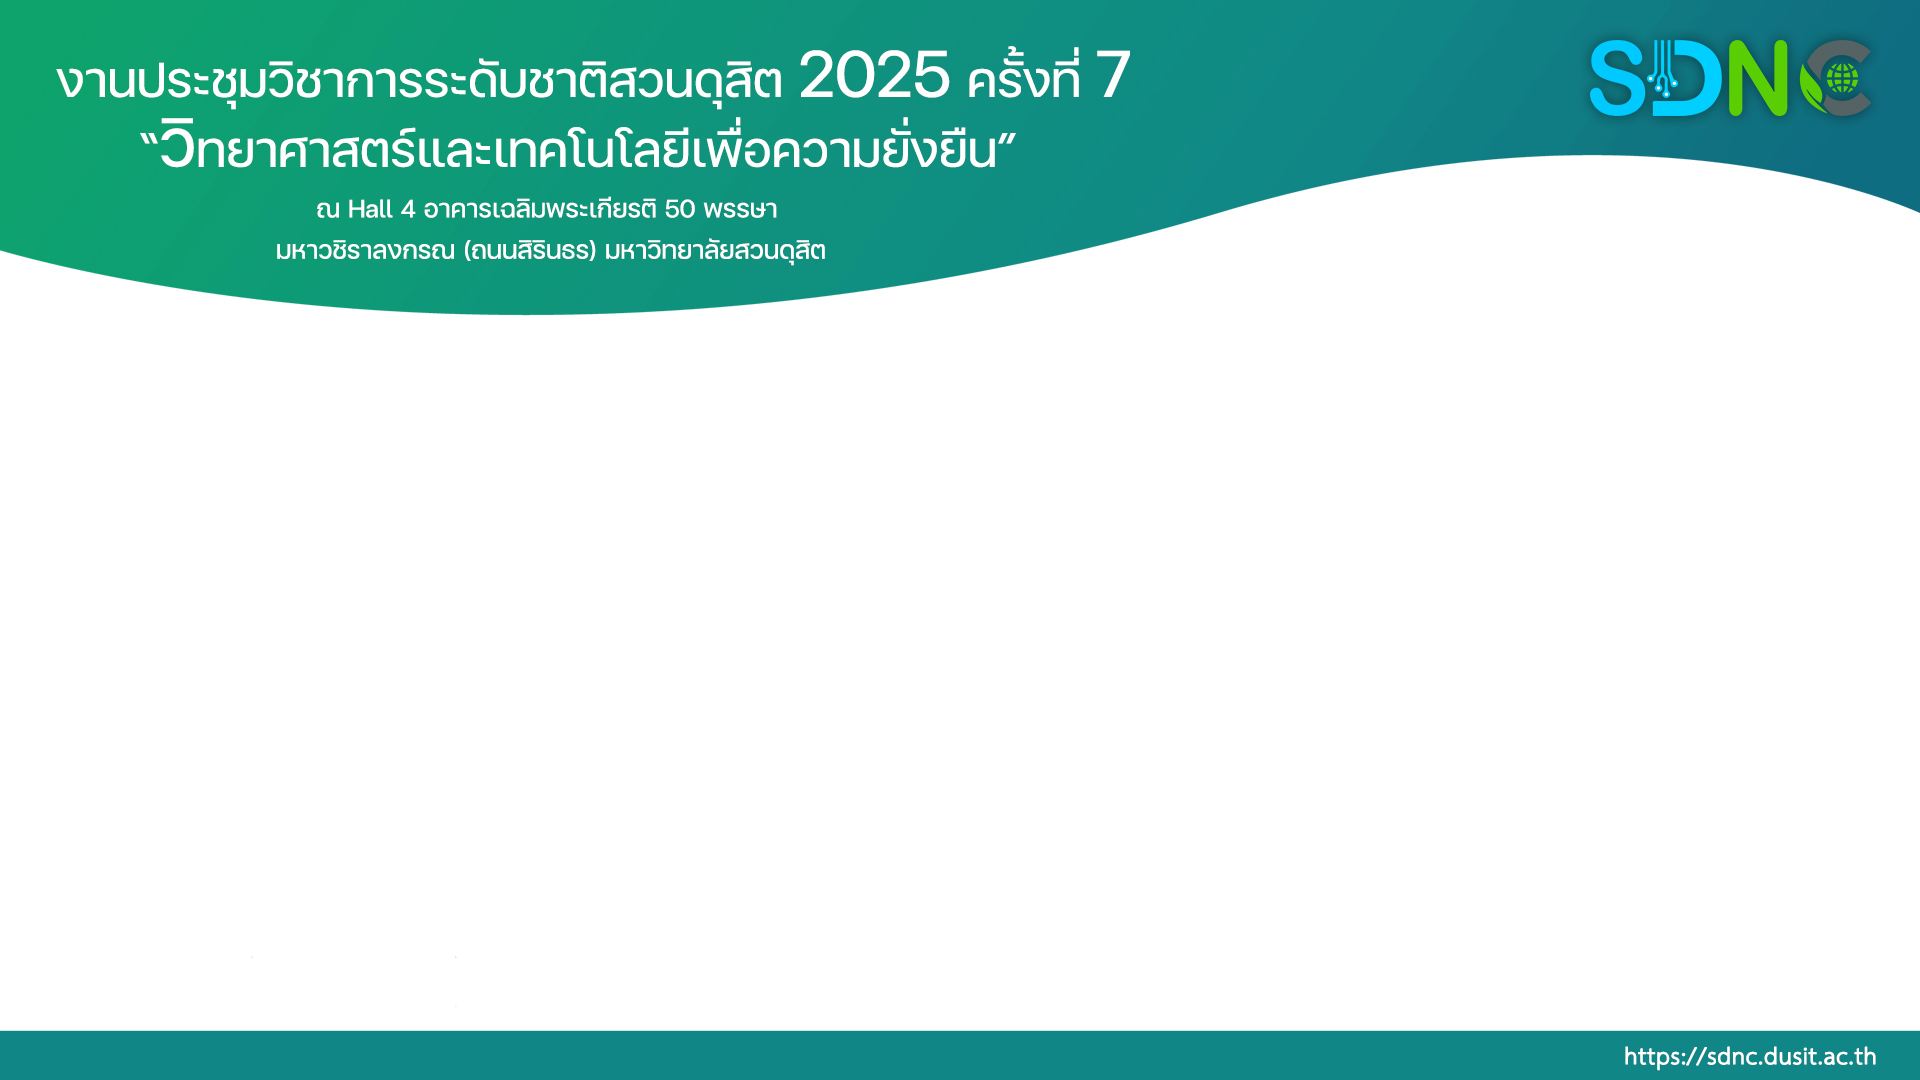 งานประชุมวิชาการระดับชาติสวนดุสิต 2025 ครั้งที่ 7
“วิทยาศาสตร์และเทคโนโลยีเพื่อความยั่งยืน”
ณ Hall 4 อาคารเฉลิมพระเกียรติ 50 พรรษา
มหาวชิราลงกรณ (ถนนสิรินธร) มหาวิทยาลัยสวนดุสิต
SDNC
https://sdnc.dusit.ac.th